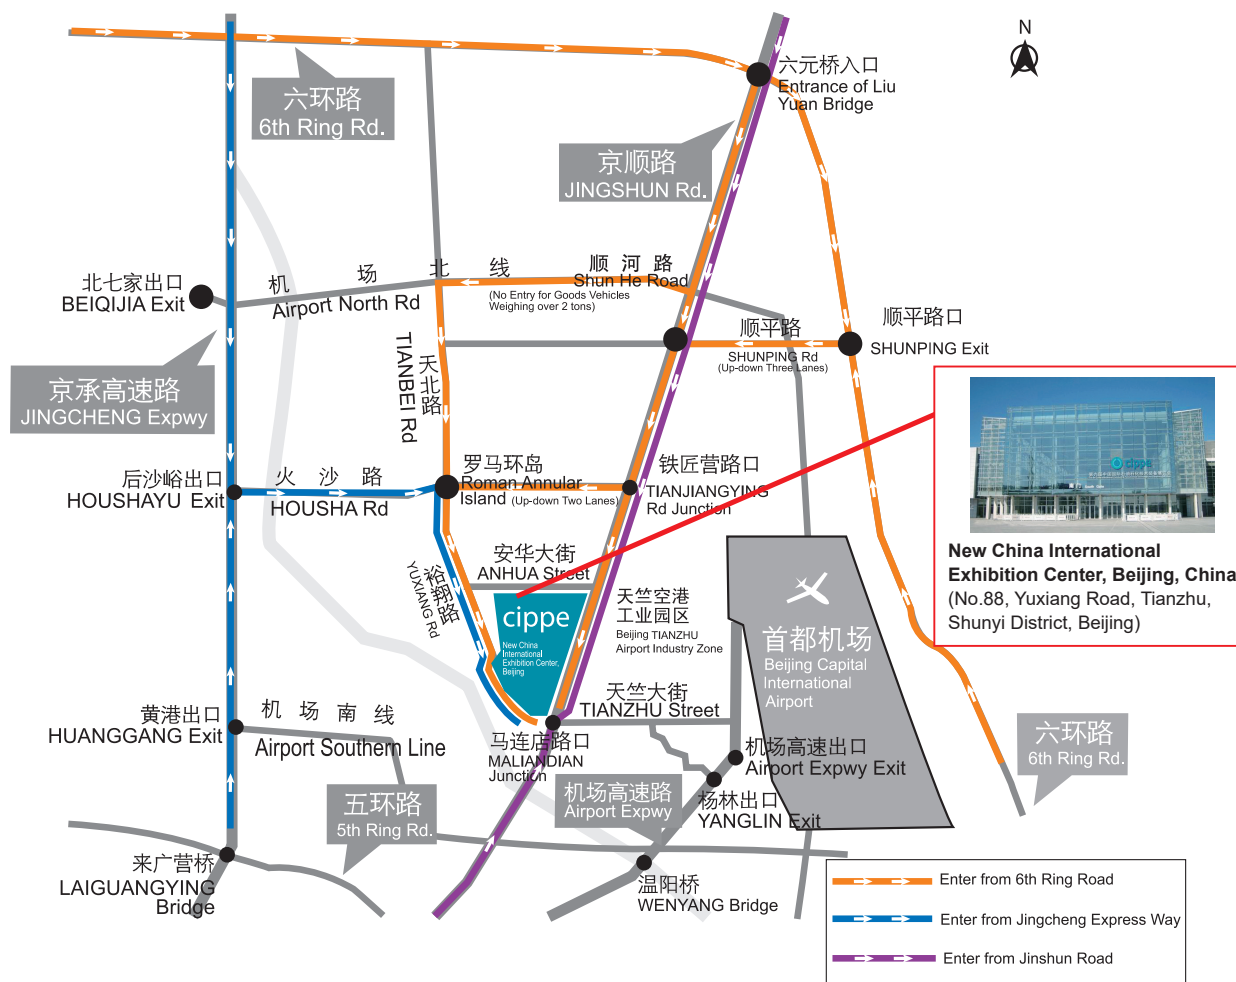 N
六元桥入口
Entrance of Liu
Yuan Bridge
六环路
6th Ring Rd.
京顺路
JINGSHUN Rd.
北七家出口
BEIQIJIA Exit
机场北线
Airport North Rd
顺河路
Shun He Road
(No Entry for Goods Vehicles
Weighing over 2 tons)
顺平路
SHUNPING Rd
(Up-down Three Lanes)
顺平路口
SHUNPING Exit
天北路
TIANBEI Rd
京承高速路
JINGCHENG Expwy
后沙峪出口
HOUSHAYU Exit
火沙路
HOUSHA Rd
罗马环岛
Roman Annular
Island (Up-down Two Lanes)
铁匠营路口
TIANJIANGYING
Rd Junction
cippe
New China International
Exhibition Center, Beijing, China
(No.88, Yuxiang Road, Tianzhu,
Shunyi District, Beijing)
安华大街
ANHUA Street
裕翔路
YUXIANG Rd
cippe
New China
International
Exhibition Center,
Beijing
天竺空港
工业园区
Beijing TIANZHU
Airport Industry Zone
首都机场
Beijing Capital
International
Airport
天竺大街
TIANZHU Street
黄港出口
HUANGGANG Exit
机场南线
Airport Southern Line
马连店路口
MALIANDIAN
Junction
机场高速出口
Airport Expwy Exit
六环路
6th Ring Rd.
机场高速路
Airport Expwy
杨林出口
YANGLIN Exit
五环路
5th Ring Rd.
来广营桥
LAIGUANGYING
Bridge
温阳桥
WENYANG Bridge
Enter from 6th Ring Road
Enter from Jingcheng Express Way
Enter from Jinshun Road